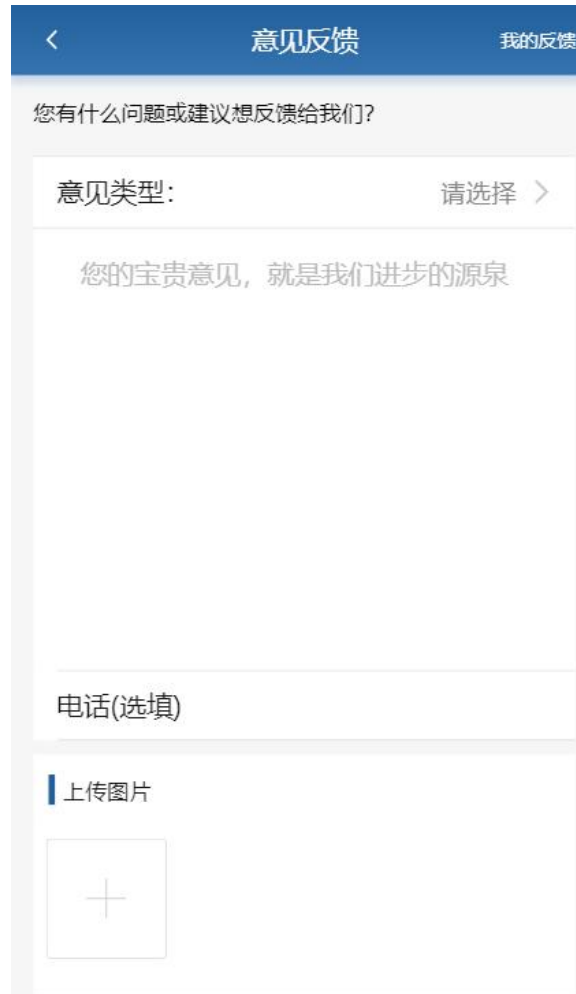 意见反馈 我的反馈
您有什么问题或建议想反馈给我们?
意见类型: 请选择
您的宝贵意见，就是我们进步的源泉
电话(选填)
上传图片